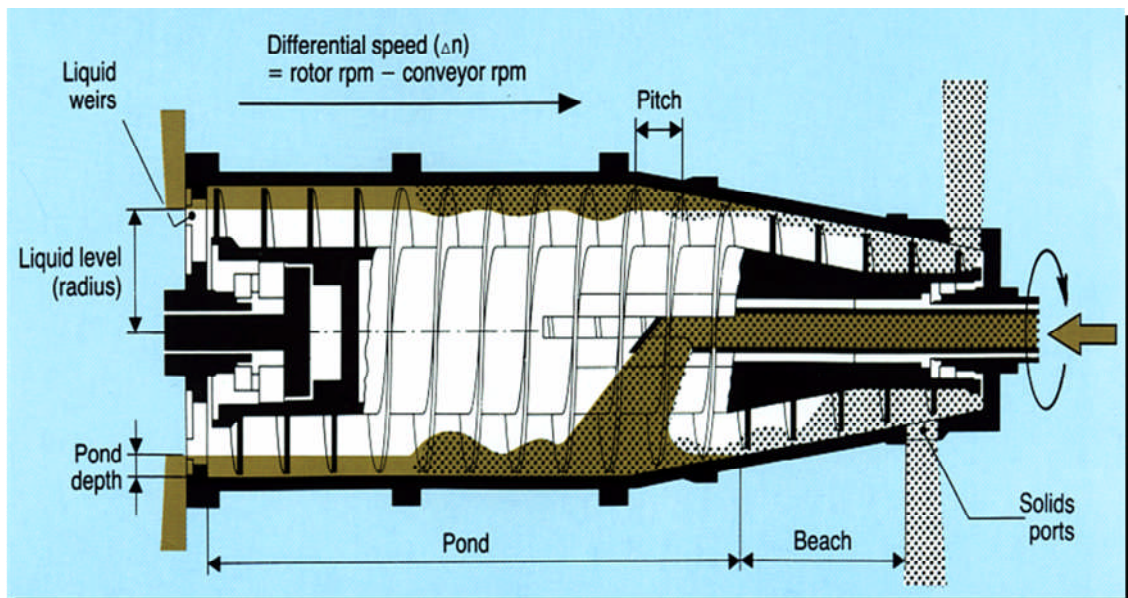 Differential speed (△n)
= rotor rpm − conveyor rpm
Liquid
weirs
Pitch
Liquid level
(radius)
Pond
depth
Solids
ports
Pond
Beach